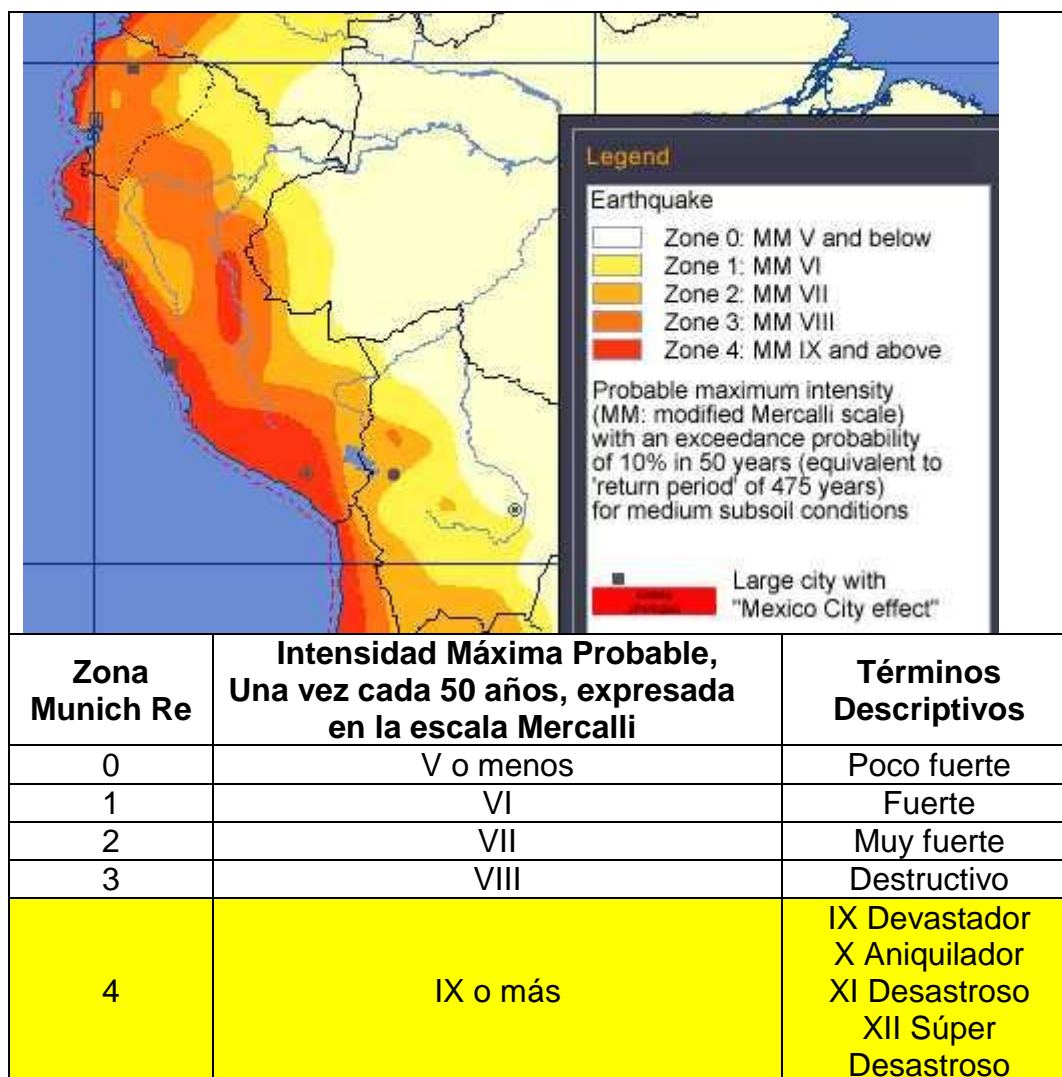 Legend
Earthquake
Zone 0: MM V and below
Zone 1: MM VI
Zone 2: MM VII
Zone 3: MM VIII
Zone 4: MM IX and above
Probable maximum intensity
(MM: modified Mercalli scale)
with an exceedance probability
of 10% in 50 years (equivalent to
'return period' of 475 years)
for medium subsoil conditions
Large city with
"Mexico City effect"
Zona
Munich Re
Intensidad Máxima Probable,
Una vez cada 50 años, expresada
en la escala Mercalli
Términos
Descriptivos
0
V o menos
Poco fuerte
1
VI
Fuerte
2
VII
Muy fuerte
3
VIII
Destructivo
4
IX o más
IX Devastador
X Aniquilador
XI Desastroso
XII Súper
Desastroso